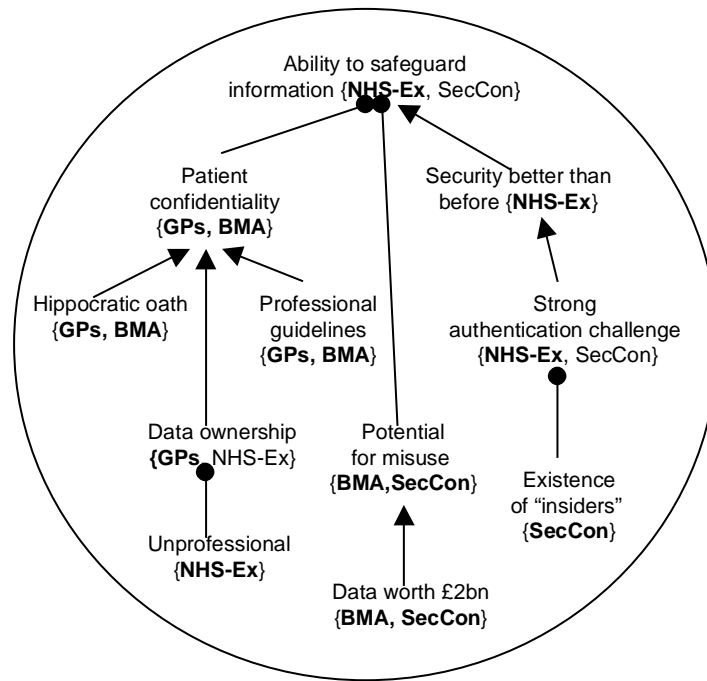 Ability to safeguard
information {NHS-Ex, SecCon}
Patient
confidentiality
{GPs, BMA}
Security better than
before {NHS-Ex}
Hippocratic oath
{GPs, BMA}
Professional
guidelines
{GPs, BMA}
Strong
authentication challenge
{NHS-Ex, SecCon}
Data ownership
{GPs, NHS-Ex}
Potential
for misuse
{BMA,SecCon}
Existence
of “insiders”
{SecCon}
Unprofessional
{NHS-Ex}
Data worth £2bn
{BMA, SecCon}